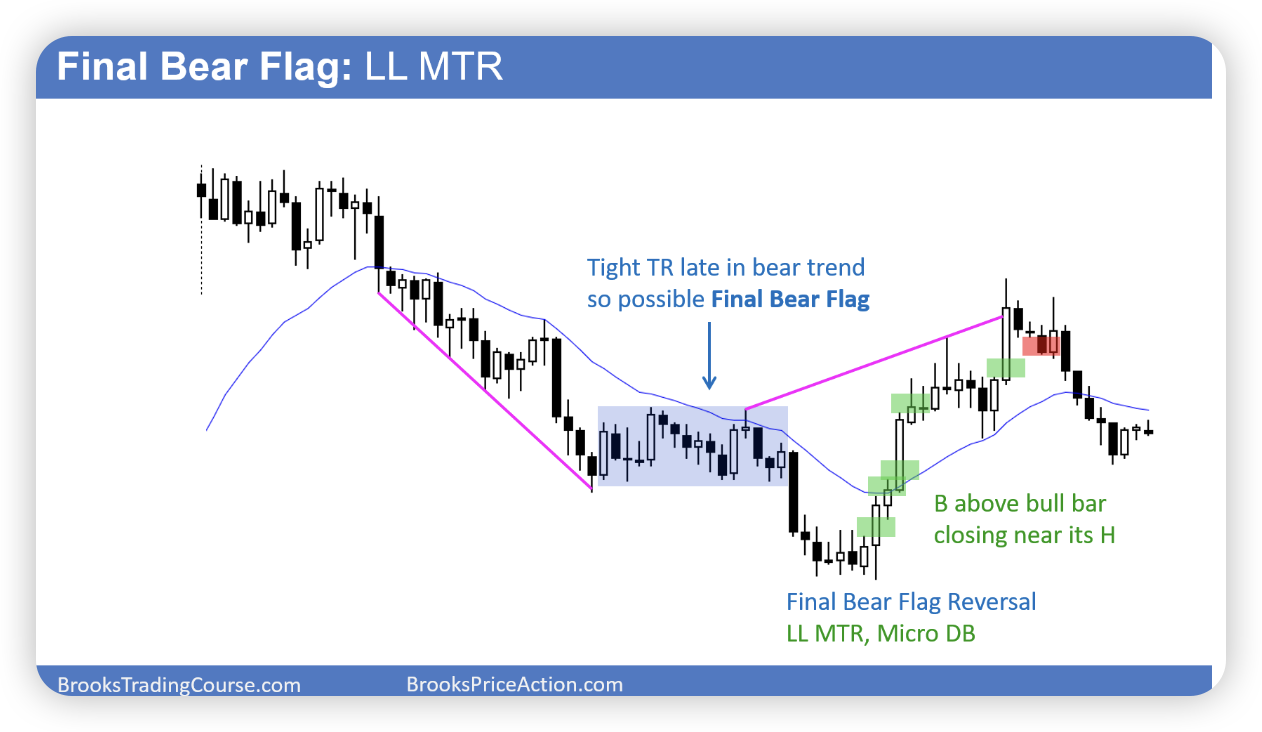 Final Bear Flag: LL MTR
Tight TR late in bear trend
so possible Final Bear Flag
B above bull bar
closing near its H
Final Bear Flag Reversal
LL MTR, Micro DB
BrooksTradingCourse.com
BrooksPriceAction.com